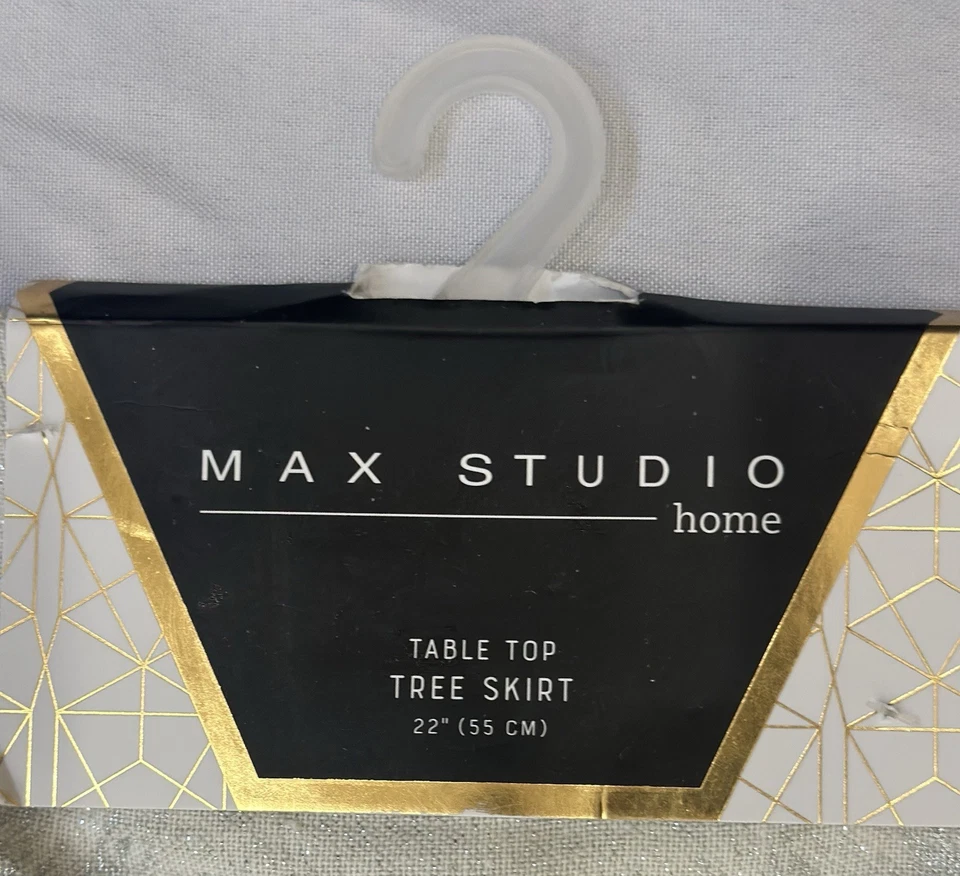 MAX STUDIO
home
TABLE TOP
TREE SKIRT
22" (55 CM)